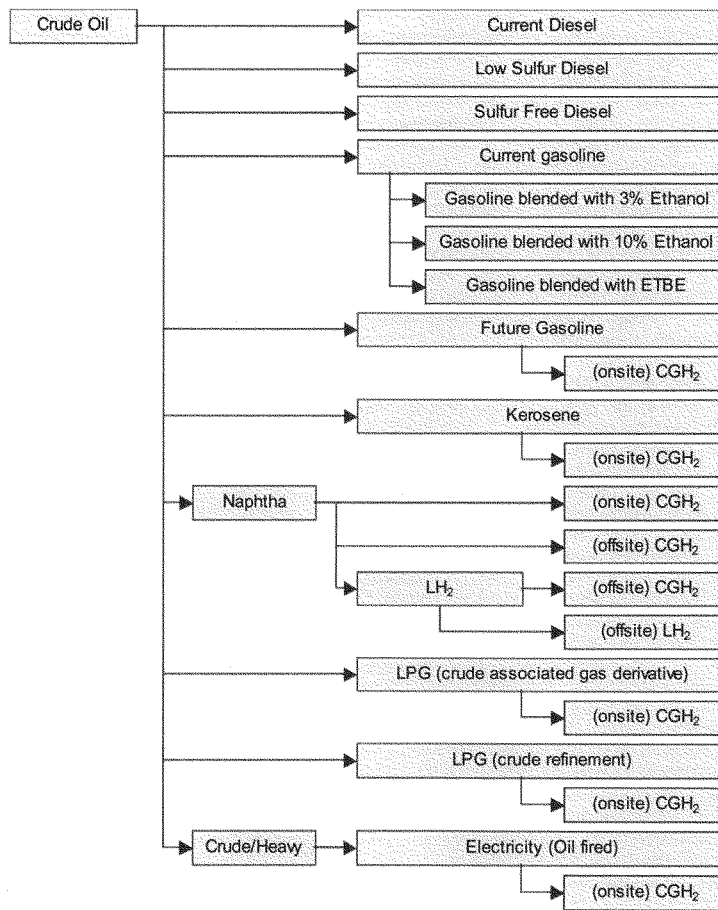 Crude Oil
Current Diesel
Low Sulfur Diesel
Sulfur Free Diesel
Current gasoline
Gasoline blended with 3% Ethanol
Gasoline blended with 10% Ethanol
Gasoline blended with ETBE
Future Gasoline
(onsite) CGH₂
Kerosene
(onsite) CGH₂
Naphtha
(onsite) CGH₂
(offsite) CGH₂
LH₂
(offsite) CGH₂
(offsite) LH₂
LPG (crude associated gas derivative)
(onsite) CGH₂
LPG (crude refinement)
(onsite) CGH₂
Crude/Heavy
Electricity (Oil fired)
(onsite) CGH₂